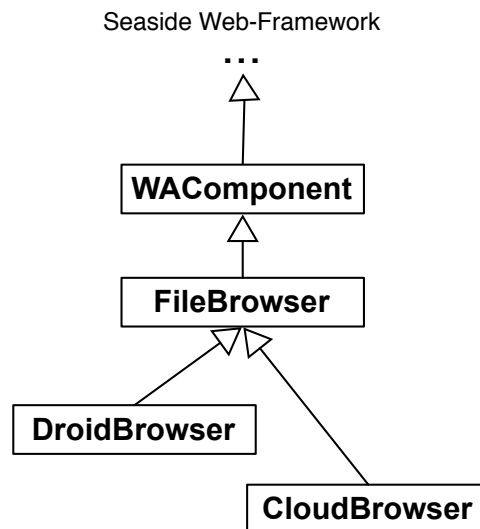 Seaside Web-Framework
...
WAComponent
FileBrowser
DroidBrowser
CloudBrowser